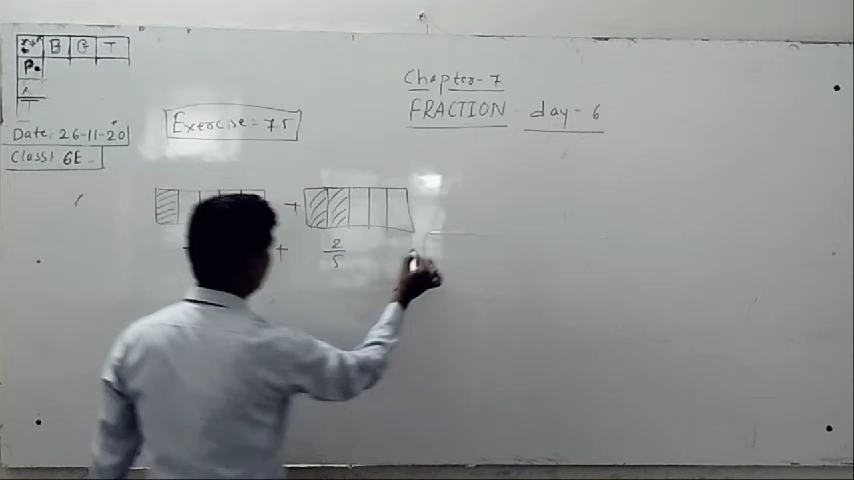 B G T
P.
A
T
Date: 26-11-20
Class: 6E
Exercise = 7.5
Chapter - 7
FRACTION - day - 6
+
+ 2/5